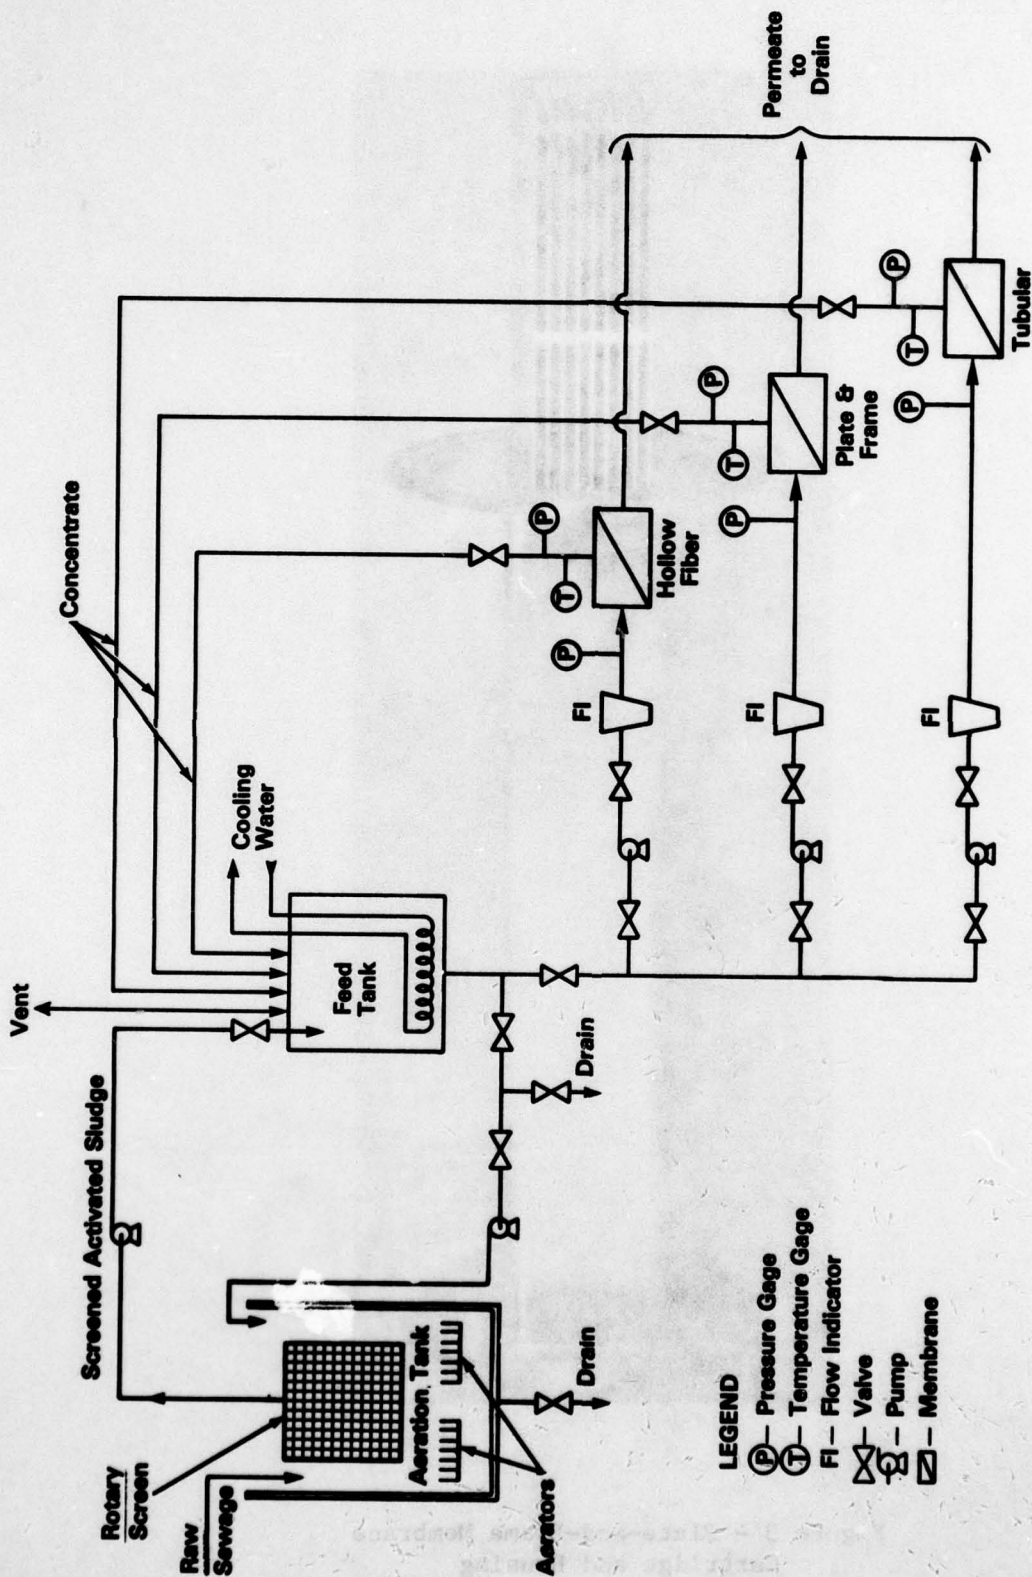 Rotary
Screen
Screened Activated Sludge
Vent
Concentrate
Raw
Sewage
Aeration Tank
Aerators
Drain
Feed
Tank
Cooling
Water
Drain
FI
P
T
P
Hollow
Fiber
FI
P
T
P
Plate &
Frame
FI
P
T
P
Tubular
Permeate
to
Drain
LEGEND
P – Pressure Gage
T – Temperature Gage
FI – Flow Indicator
– Valve
– Pump
– Membrane